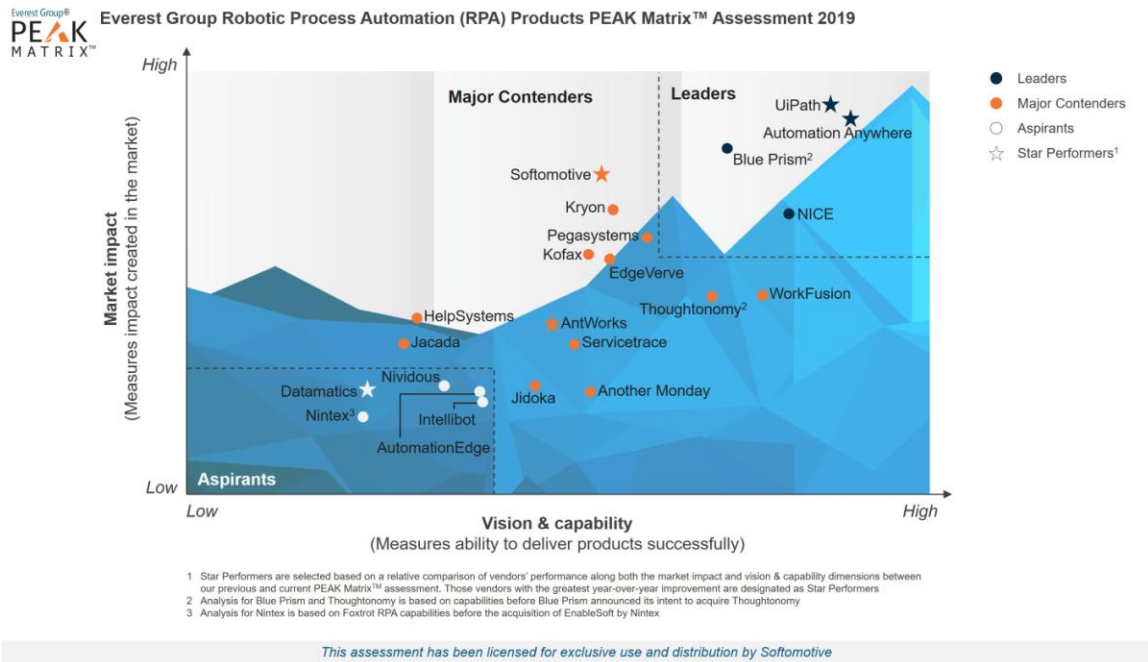 Everest Group®
PEAK
MATRIX™
Everest Group Robotic Process Automation (RPA) Products PEAK Matrix™ Assessment 2019
High
Major Contenders
Leaders
UiPath
Automation Anywhere
Blue Prism²
Softomotive
Kryon
NICE
Pegasystems
Kofax
EdgeVerve
Thoughtonomy²
WorkFusion
HelpSystems
AntWorks
Jacada
Servicetrace
Nividous
Datamatics
Jidoka
Another Monday
Nintex³
Intellibot
AutomationEdge
Aspirants
Low
Low
High
Market impact
(Measures impact created in the market)
Vision & capability
(Measures ability to deliver products successfully)
Leaders
Major Contenders
Aspirants
Star Performers¹
1 Star Performers are selected based on a relative comparison of vendors' performance along both the market impact and vision & capability dimensions between
our previous and current PEAK Matrix™ assessment. Those vendors with the greatest year-over-year improvement are designated as Star Performers
2 Analysis for Blue Prism and Thoughtonomy is based on capabilities before Blue Prism announced its intent to acquire Thoughtonomy
3 Analysis for Nintex is based on Foxtrot RPA capabilities before the acquisition of EnableSoft by Nintex
This assessment has been licensed for exclusive use and distribution by Softomotive